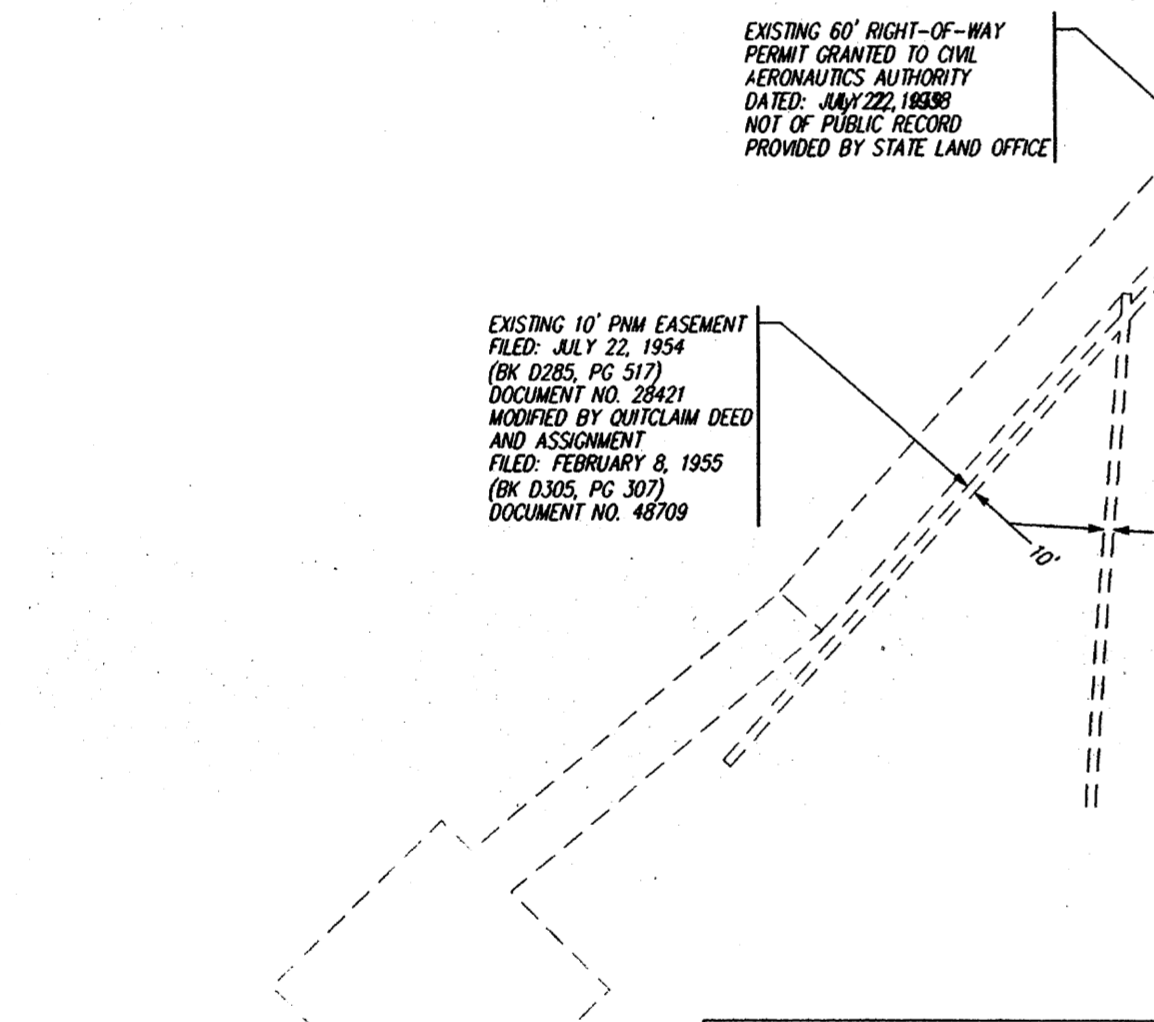 EXISTING 60' RIGHT-OF-WAY
PERMIT GRANTED TO CIVIL
AERONAUTICS AUTHORITY
DATED:
NOT OF PUBLIC RECORD
PROVIDED BY STATE LAND OFFICE
EXISTING 10' PNM EASEMENT
FILED: JULY 22, 1954
(BK D285, PG 517)
DOCUMENT NO. 28421
MODIFIED BY QUITCLAIM DEED
AND ASSIGNMENT
FILED: FEBRUARY 8, 1955
(BK D305, PG 307)
DOCUMENT NO. 48709
10'